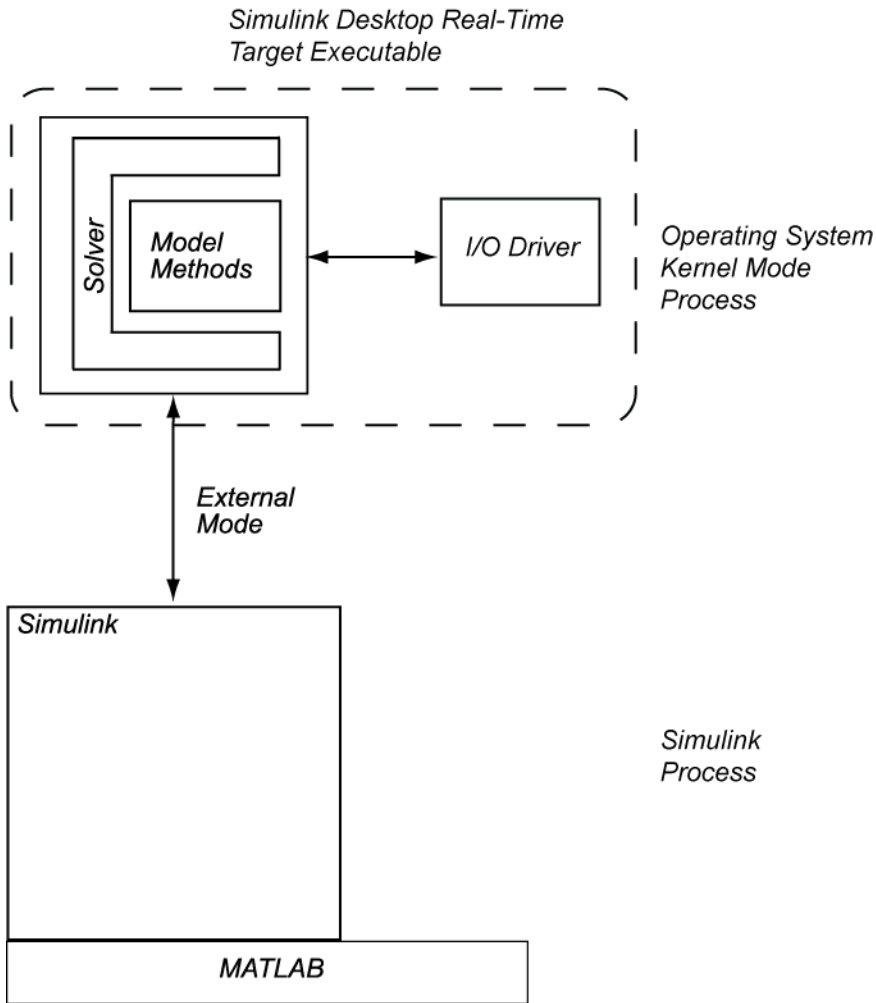 Simulink Desktop Real-Time
Target Executable
Solver
Model
Methods
I/O Driver
Operating System
Kernel Mode
Process
External
Mode
Simulink
Simulink
Process
MATLAB